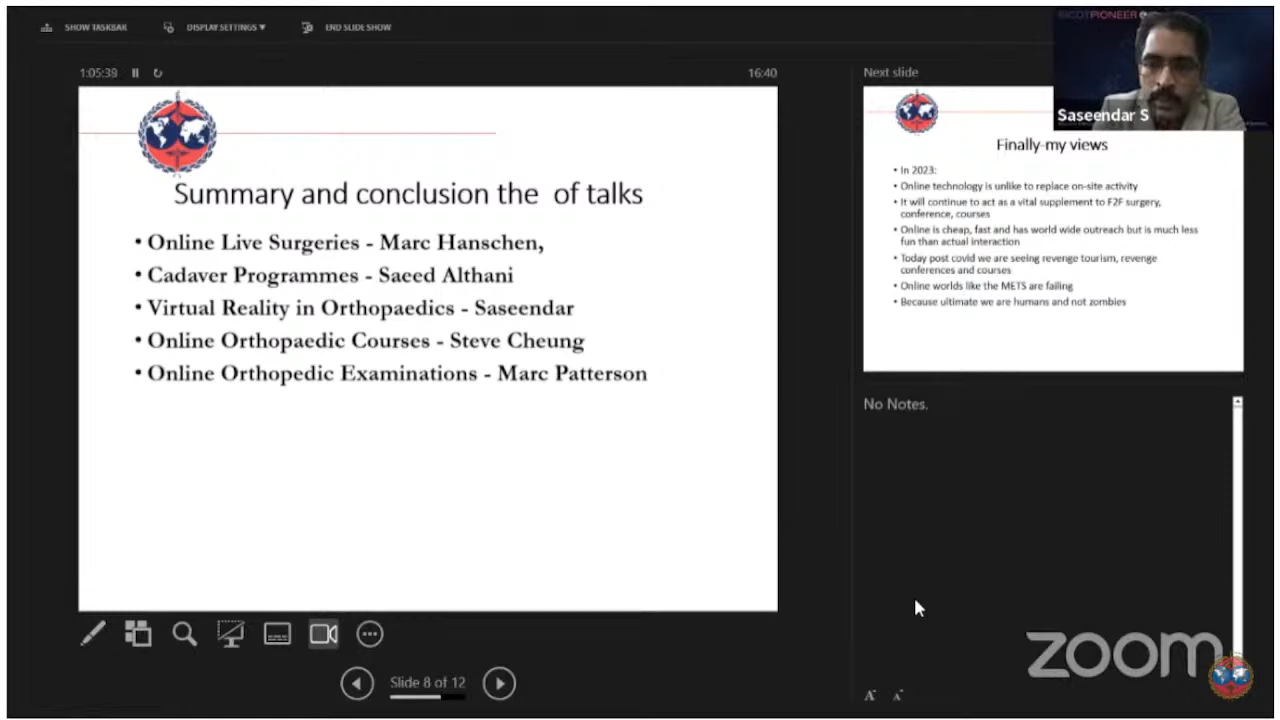 SHOW TASKBAR
DISPLAY SETTINGS ▼
END SLIDE SHOW
1:05:38
16:40
Summary and conclusion the of talks
• Online Live Surgeries - Marc Hanschen,
• Cadaver Programmes - Saeed Althani
• Virtual Reality in Orthopaedics - Saseendar
• Online Orthopaedic Courses - Steve Cheung
• Online Orthopedic Examinations - Marc Patterson
Slide 8 of 12
Next slide
PIONEER
Saseendar S
Finally-my views
• In 2023:
• Online technology is unlike to replace on-site activity
• It will continue to act as a vital supplement to F2F surgery,
conference, courses
• Online is cheap, fast and has world wide outreach but is much less
fun than actual interaction
• Today post covid we are seeing revenge tourism, revenge
conferences and courses
• Online worlds like the METS are failing
• Because ultimate we are humans and not zombies
No Notes.
zoom
A
A